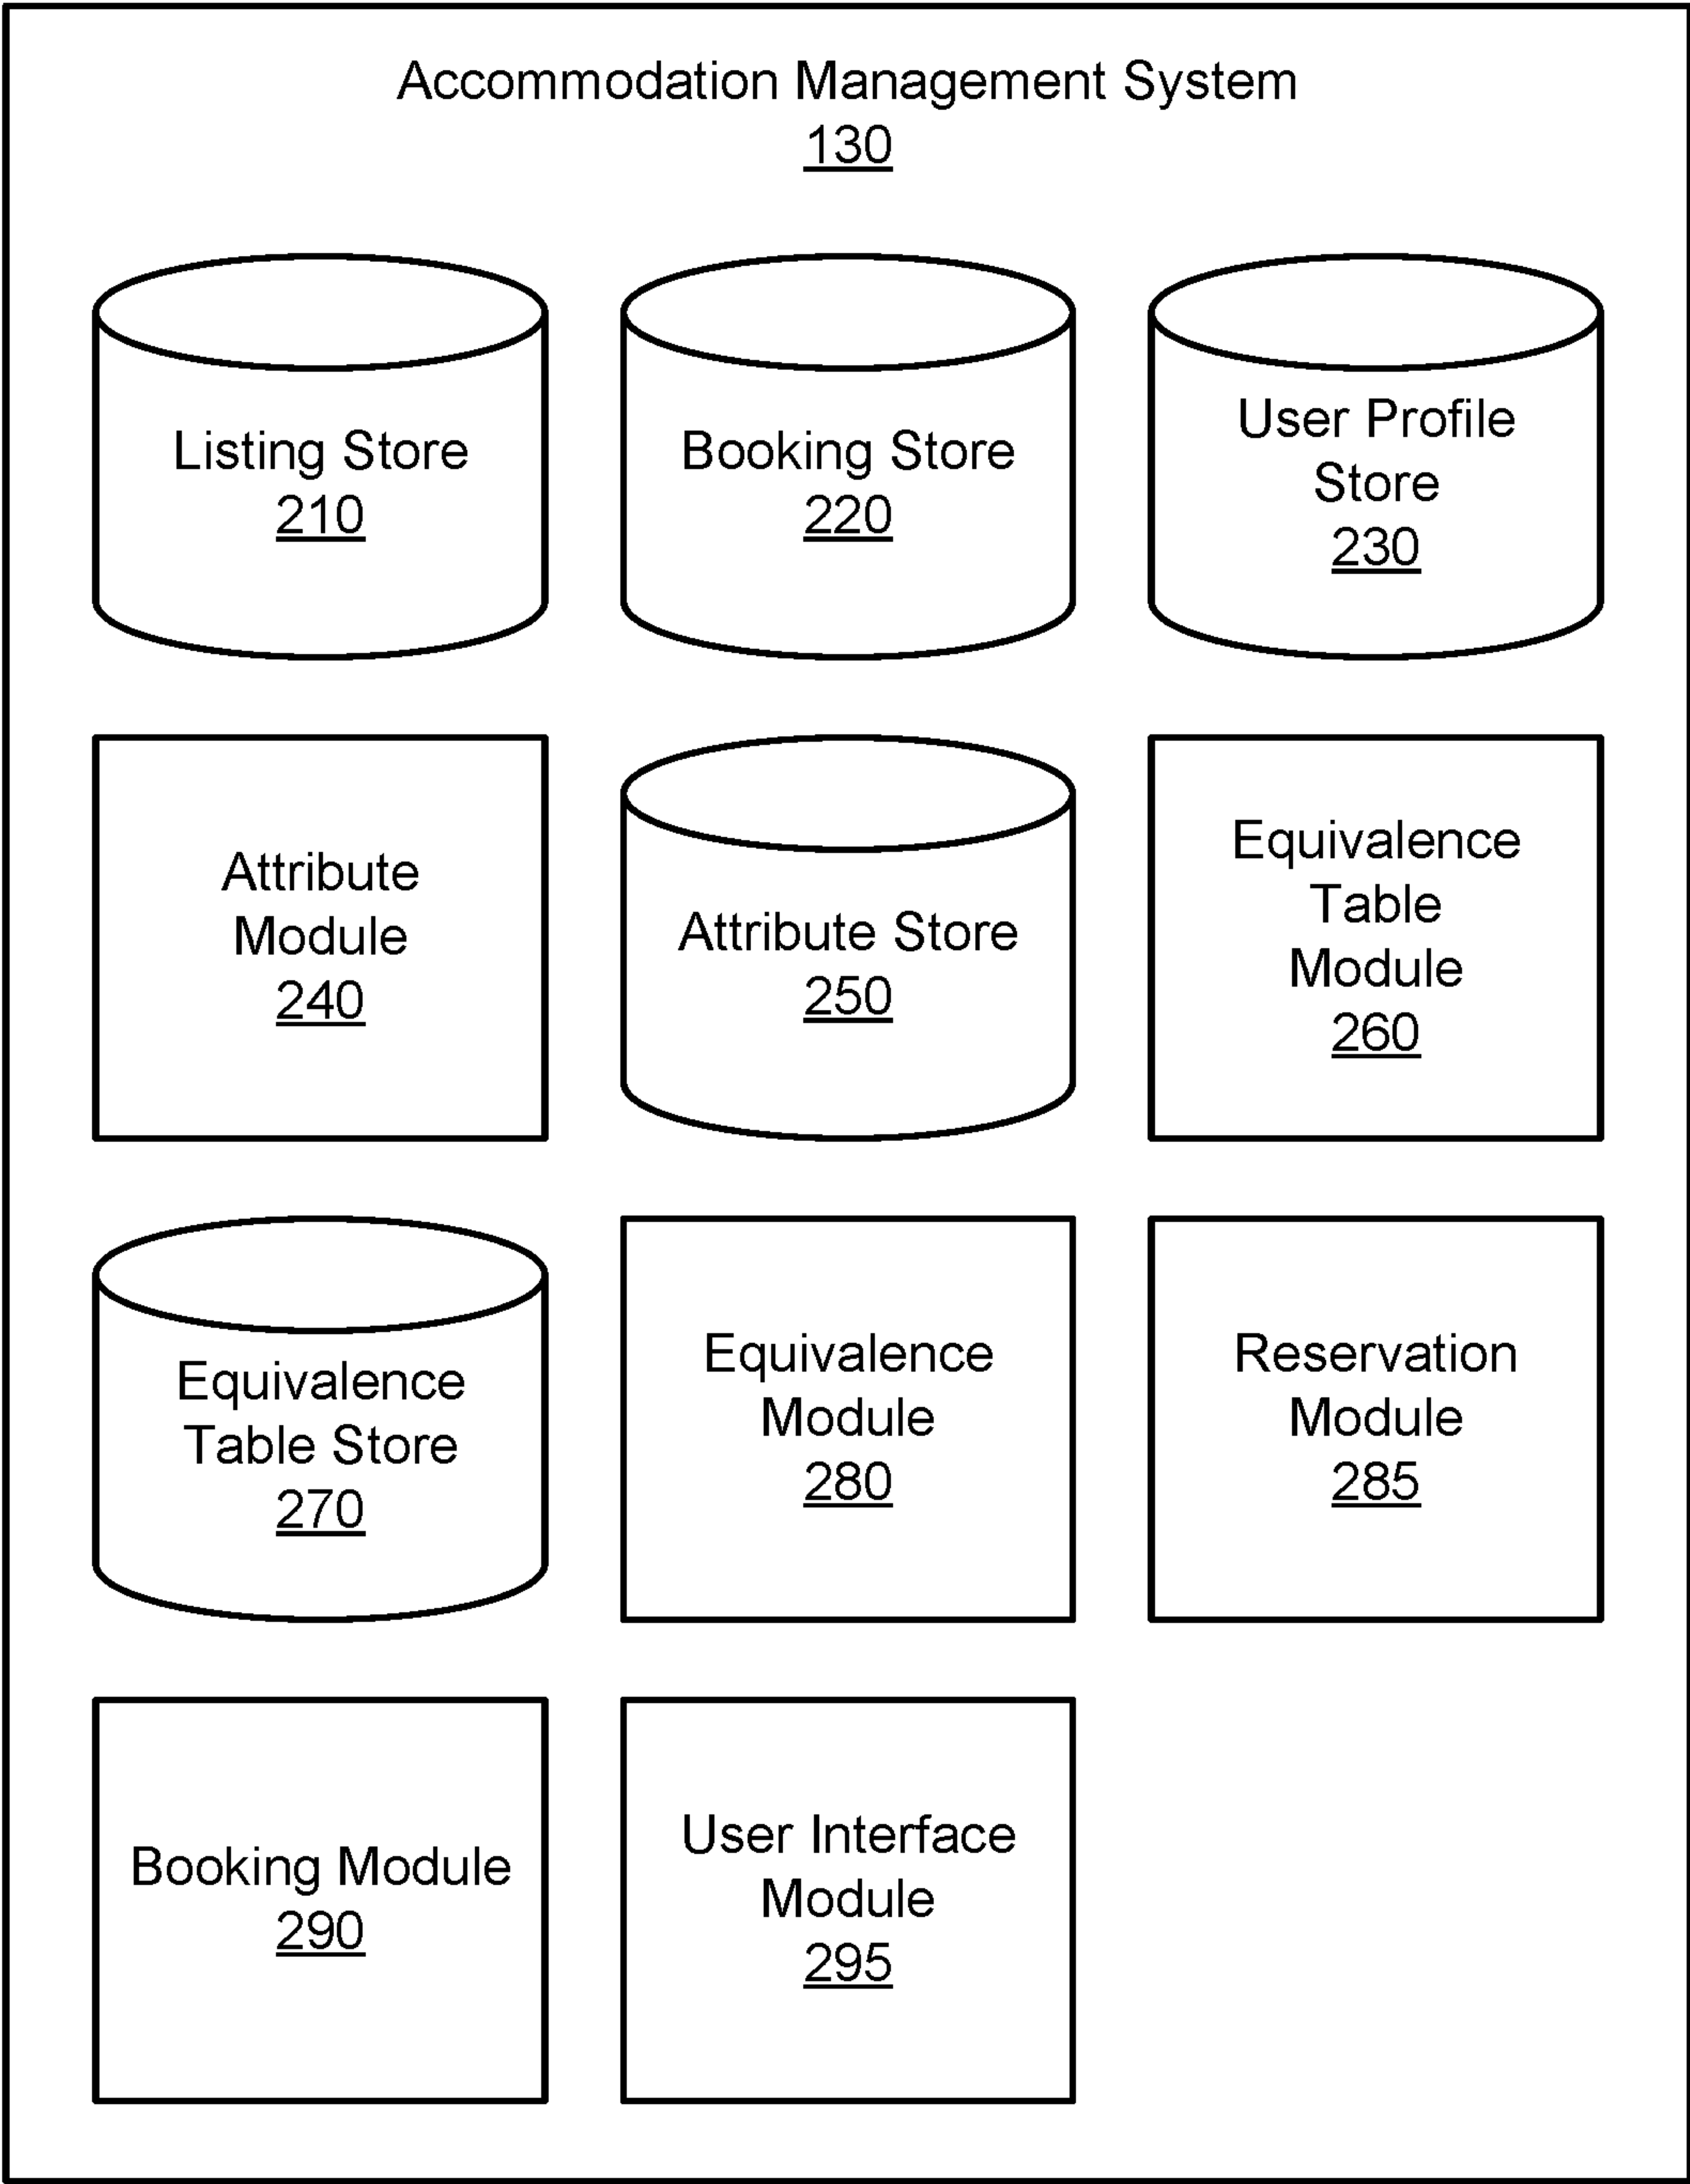 Accommodation Management System
130
Listing Store
210
Booking Store
220
User Profile
Store
230
Attribute
Module
240
Attribute Store
250
Equivalence
Table
Module
260
Equivalence
Table Store
270
Equivalence
Module
280
Reservation
Module
285
Booking Module
290
User Interface
Module
295